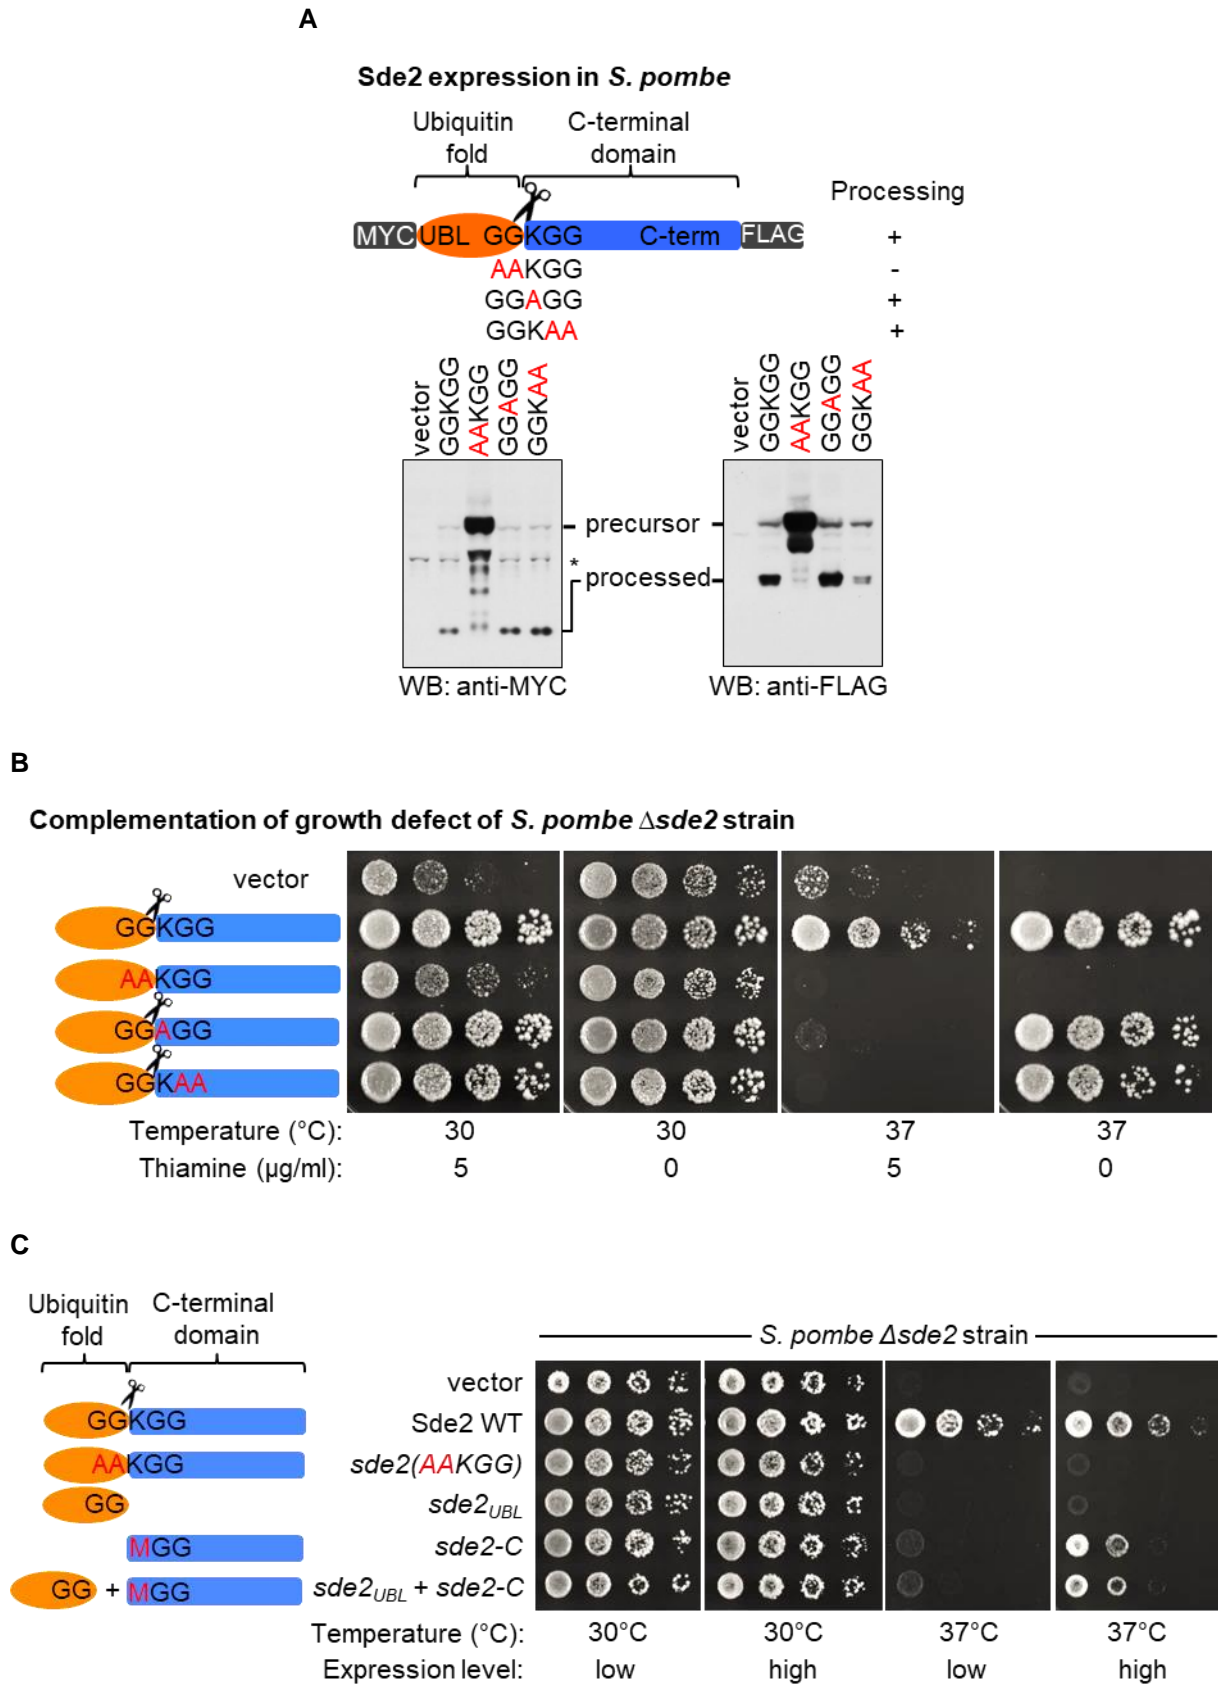 A
Sde2 expression in S. pombe
Ubiquitin fold
C-terminal domain
Processing
MYC UBL GGKGG C-term FLAG +
AAKGG -
GGAGG +
GGKAA +
vector GGKGG AAKGG GGAGG GGKAA
vector GGKGG AAKGG GGAGG GGKAA
precursor
*
processed
WB: anti-MYC
WB: anti-FLAG
B
Complementation of growth defect of S. pombe Δsde2 strain
vector
GGKGG
AAKGG
GGAGG
GGKAA
Temperature (°C): 30 30 37 37
Thiamine (µg/ml): 5 0 5 0
C
Ubiquitin fold
C-terminal domain
S. pombe Δsde2 strain
vector
GGKGG Sde2 WT
AAKGG sde2(AAKGG)
GG sde2UBL
MGG sde2-C
GG + MGG sde2UBL + sde2-C
Temperature (°C): 30°C 30°C 37°C 37°C
Expression level: low high low high